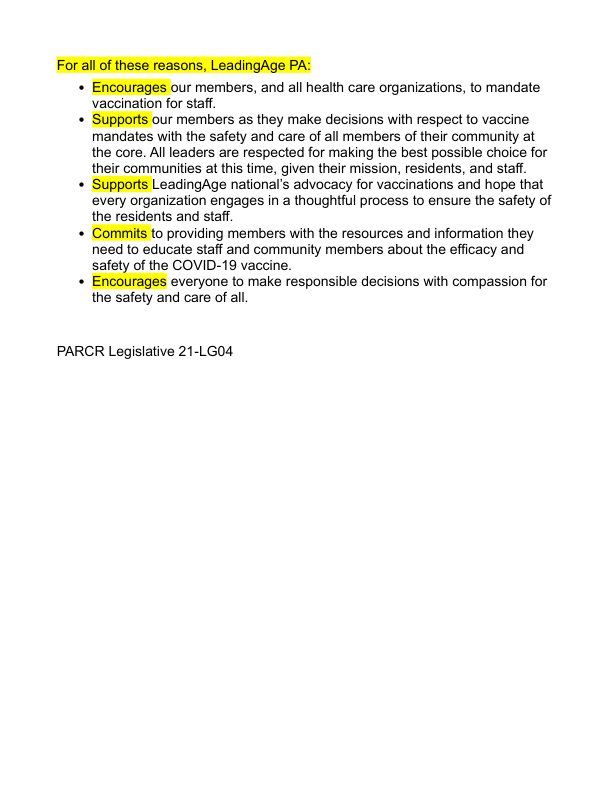 For all of these reasons, LeadingAge PA:
• Encourages our members, and all health care organizations, to mandate
vaccination for staff.
• Supports our members as they make decisions with respect to vaccine
mandates with the safety and care of all members of their community at
the core. All leaders are respected for making the best possible choice for
their communities at this time, given their mission, residents, and staff.
• Supports LeadingAge national’s advocacy for vaccinations and hope that
every organization engages in a thoughtful process to ensure the safety of
the residents and staff.
• Commits to providing members with the resources and information they
need to educate staff and community members about the efficacy and
safety of the COVID-19 vaccine.
• Encourages everyone to make responsible decisions with compassion for
the safety and care of all.
PARCR Legislative 21-LG04